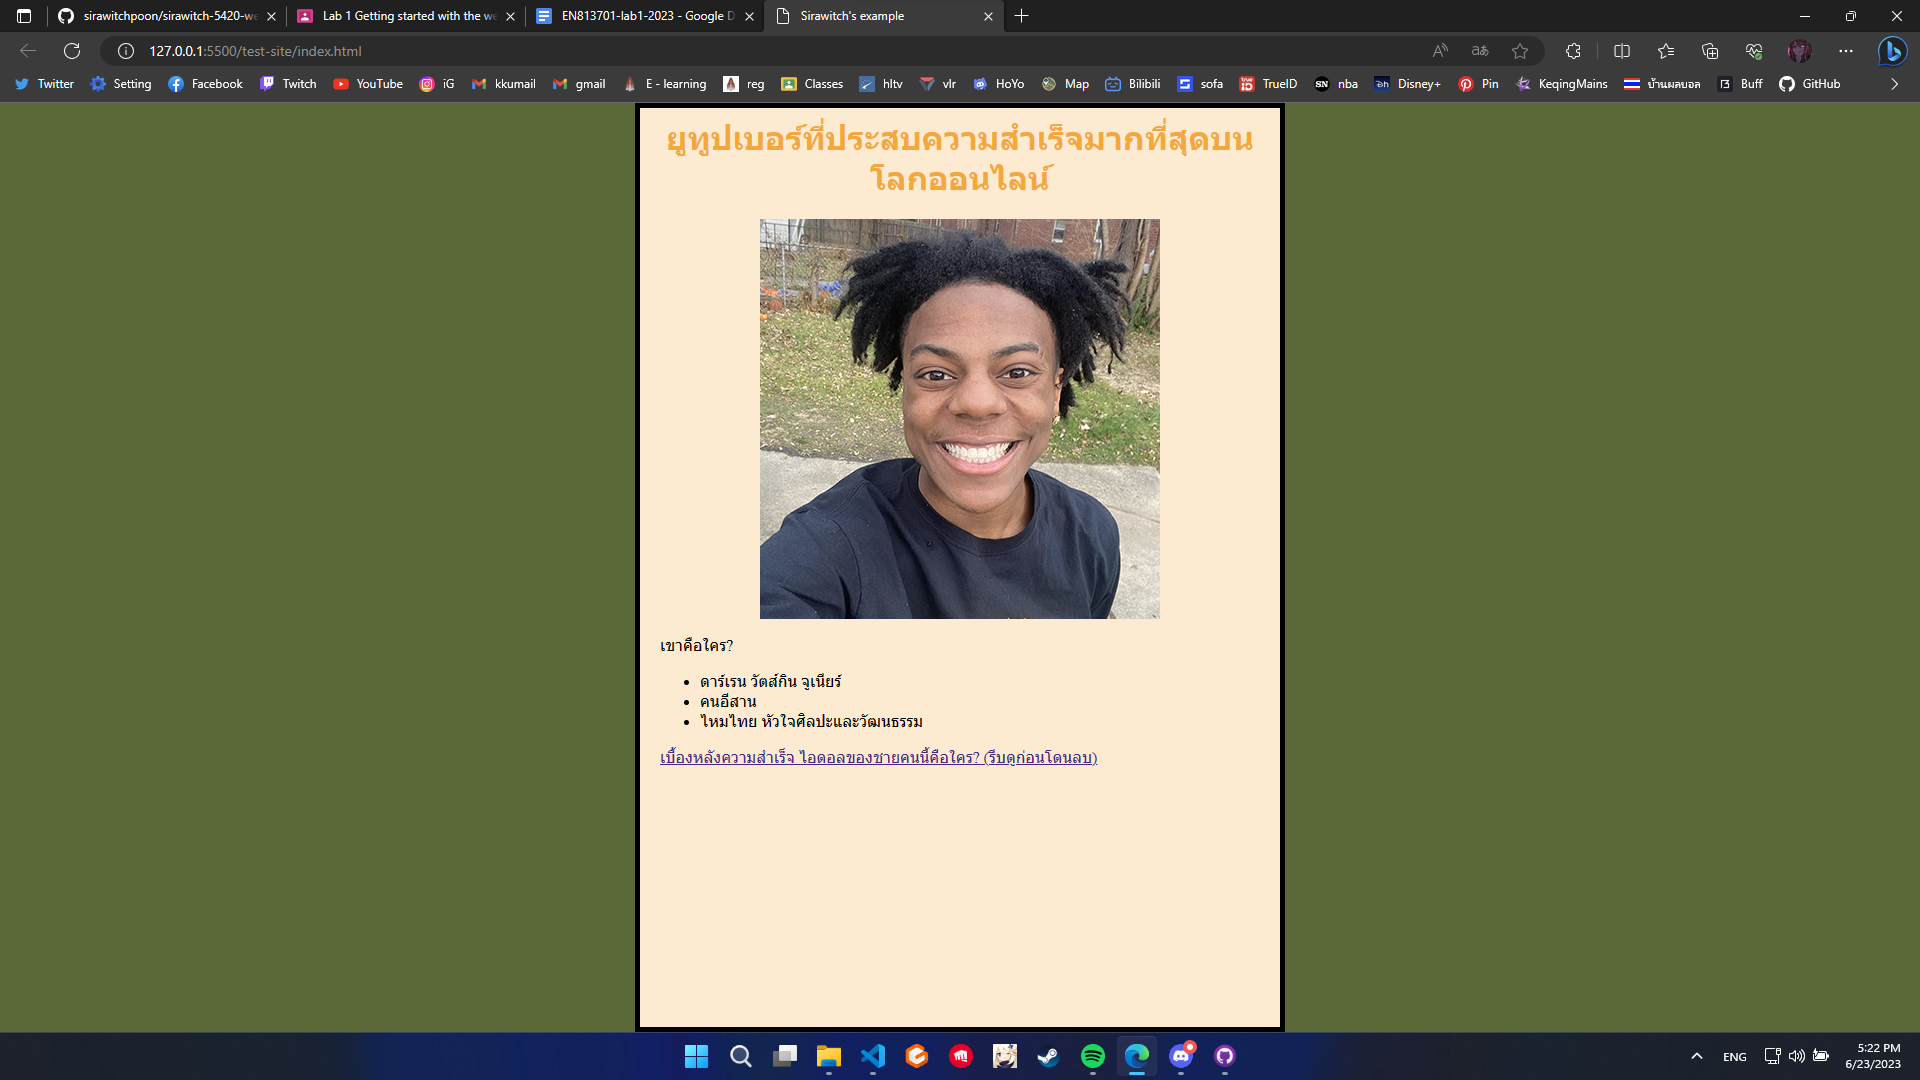 sirawitchpoon/sirawitch-5420-we
Lab 1 Getting started with the we
EN813701-lab1-2023 - Google D
Sirawitch's example
127.0.0.1:5500/test-site/index.html
Twitter Setting Facebook Twitch YouTube iG kkumail gmail E - learning reg Classes hltv vlr HoYo Map Bilibili sofa TrueID nba Disney+ Pin KeqingMains บ้านผลบอล Buff GitHub
ยูทูปเบอร์ที่ประสบความสำเร็จมากที่สุดบน
โลกออนไลน์
เขาคือใคร?
ดาร์เรน วัตส์กิน จูเนียร์
คนอีสาน
ไหมไทย หัวใจศิลปะและวัฒนธรรม
เบื้องหลังความสำเร็จ ไอดอลของชายคนนี้คือใคร? (รีบดูก่อนโดนลบ)
ENG
5:22 PM
6/23/2023